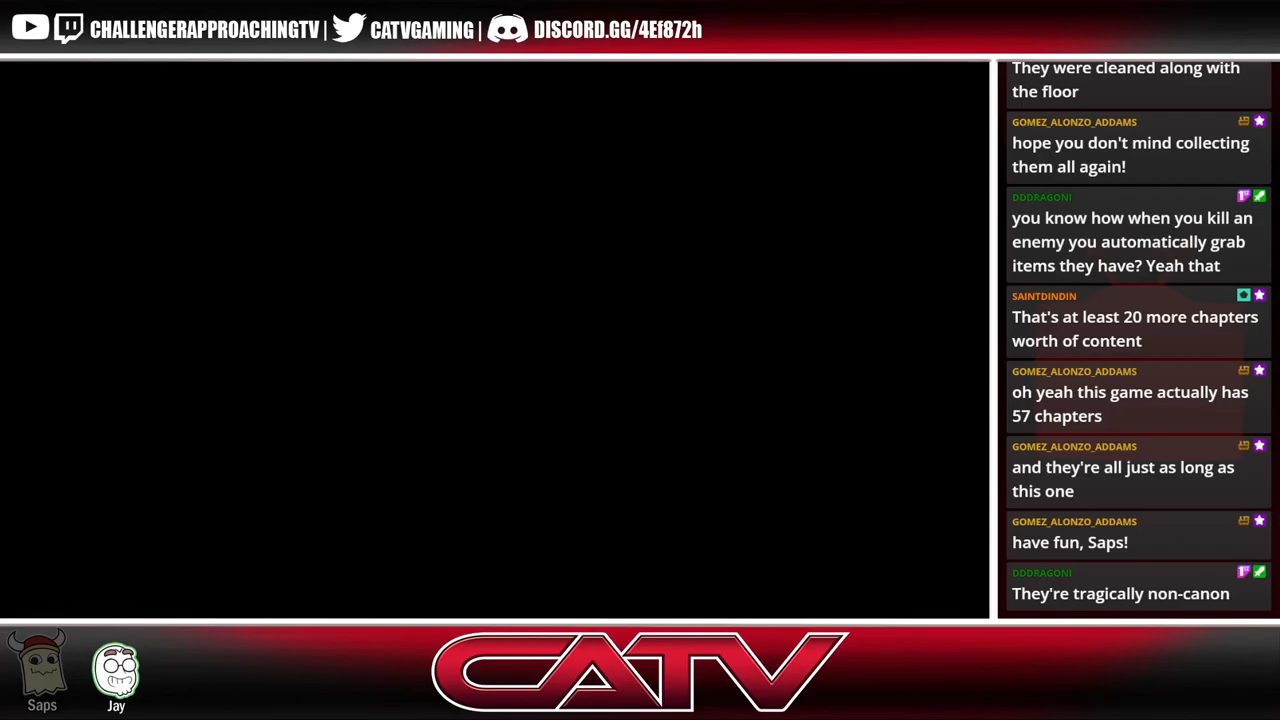 CHALLENGERAPPROACHINGTV | CATVGAMING | DISCORD.GG/4Ef872h
They were cleaned along with
the floor
GOMEZ_ALONZO_ADDAMS
hope you don't mind collecting
them all again!
DDDRAGONI
you know how when you kill an
enemy you automatically grab
items they have? Yeah that
SAINTDINDIN
That's at least 20 more chapters
worth of content
GOMEZ_ALONZO_ADDAMS
oh yeah this game actually has
57 chapters
GOMEZ_ALONZO_ADDAMS
and they're all just as long as
this one
GOMEZ_ALONZO_ADDAMS
have fun, Saps!
DDDRAGONI
They're tragically non-canon
Saps
Jay
CATV